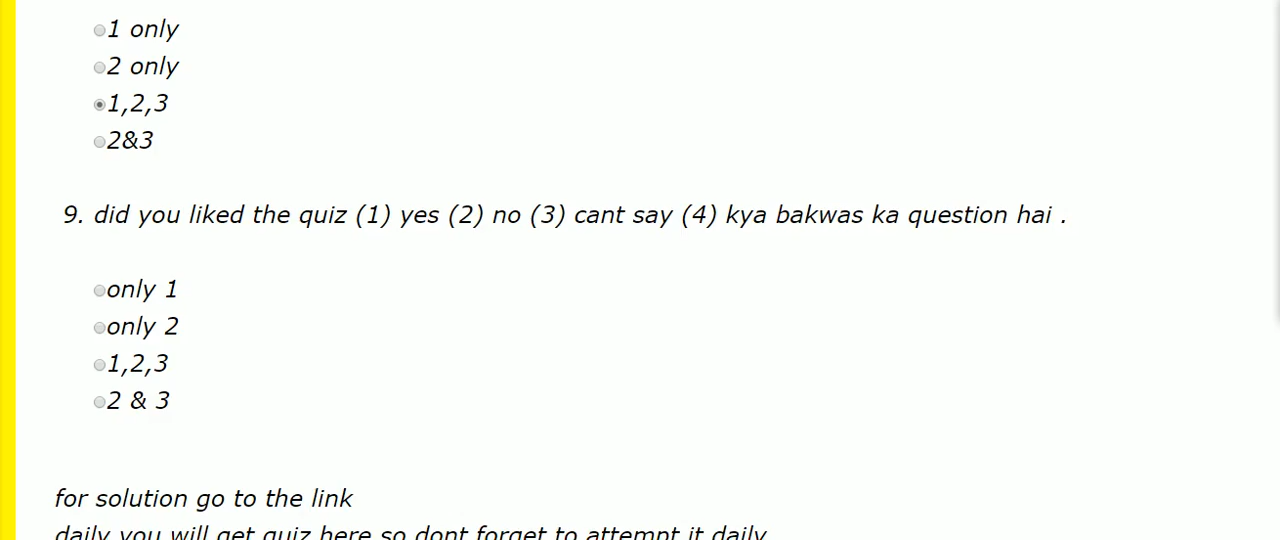 1 only
2 only
1,2,3
2&3
9. did you liked the quiz (1) yes (2) no (3) cant say (4) kya bakwas ka question hai .
only 1
only 2
1,2,3
2 & 3
for solution go to the link
daily you will get quiz here so dont forget to attempt it daily